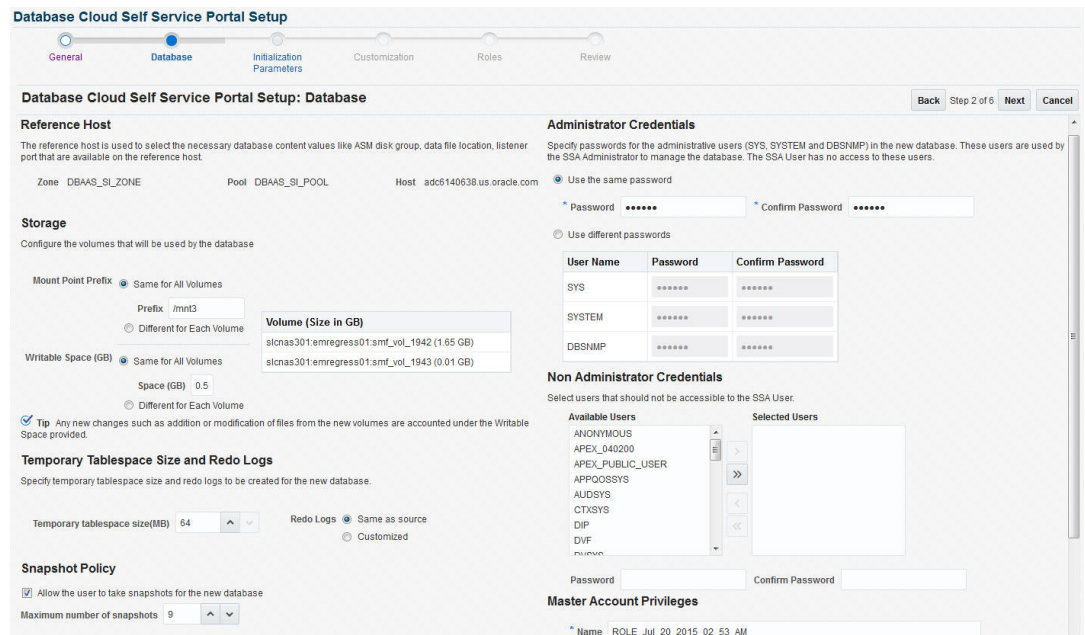 Database Cloud Self Service Portal Setup
General
Database
Initialization
Parameters
Customization
Roles
Review
Database Cloud Self Service Portal Setup: Database
Back Step 2 of 6 Next Cancel
Reference Host
The reference host is used to select the necessary database content values like ASM disk group, data file location, listener
port that are available on the reference host.
Zone DBAAS_SI_ZONE Pool DBAAS_SI_POOL Host adc6140638.us.oracle.com
Storage
Configure the volumes that will be used by the database
Mount Point Prefix Same for All Volumes
Prefix /mnt3
Different for Each Volume
Writable Space (GB) Same for All Volumes
Space (GB) 0.5
Different for Each Volume
Volume (Size in GB)
slcnas301:emregress01:smf_vol_1942 (1.65 GB)
slcnas301:emregress01:smf_vol_1943 (0.01 GB)
Tip Any new changes such as addition or modification of files from the new volumes are accounted under the Writable
Space provided.
Temporary Tablespace Size and Redo Logs
Specify temporary tablespace size and redo logs to be created for the new database.
Temporary tablespace size(MB) 64
Redo Logs Same as source
Customized
Snapshot Policy
Allow the user to take snapshots for the new database
Maximum number of snapshots 9
Administrator Credentials
Specify passwords for the administrative users (SYS, SYSTEM and DBSNMP) in the new database. These users are used by
the SSA Administrator to manage the database. The SSA User has no access to these users.
Use the same password
* Password •••••• * Confirm Password ••••••
Use different passwords
User Name Password Confirm Password
SYS •••••• ••••••
SYSTEM •••••• ••••••
DBSNMP •••••• ••••••
Non Administrator Credentials
Select users that should not be accessible to the SSA User.
Available Users
ANONYMOUS
APEX_040200
APEX_PUBLIC_USER
APPQOSSYS
AUDSYS
CTXSYS
DIP
DVF
DVSYS
Selected Users
Password
Confirm Password
Master Account Privileges
* Name ROLE_Jul_20_2015_02_53_AM